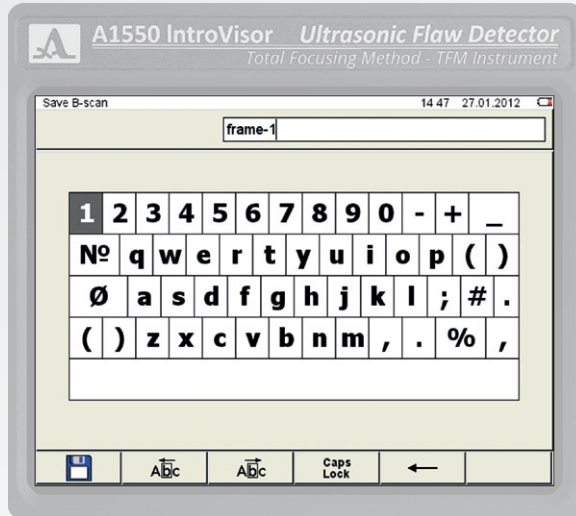 A1550 IntroVisor Ultrasonic Flaw Detector
Total Focusing Method - TFM Instrument
Save B-scan 14 47 27.01.2012
frame-1
1 2 3 4 5 6 7 8 9 0 - + _
№ q w e r t y u i o p ( )
Ø a s d f g h j k l ; # .
( ) z x c v b n m , . % ,
Abc Abc Caps Lock ←